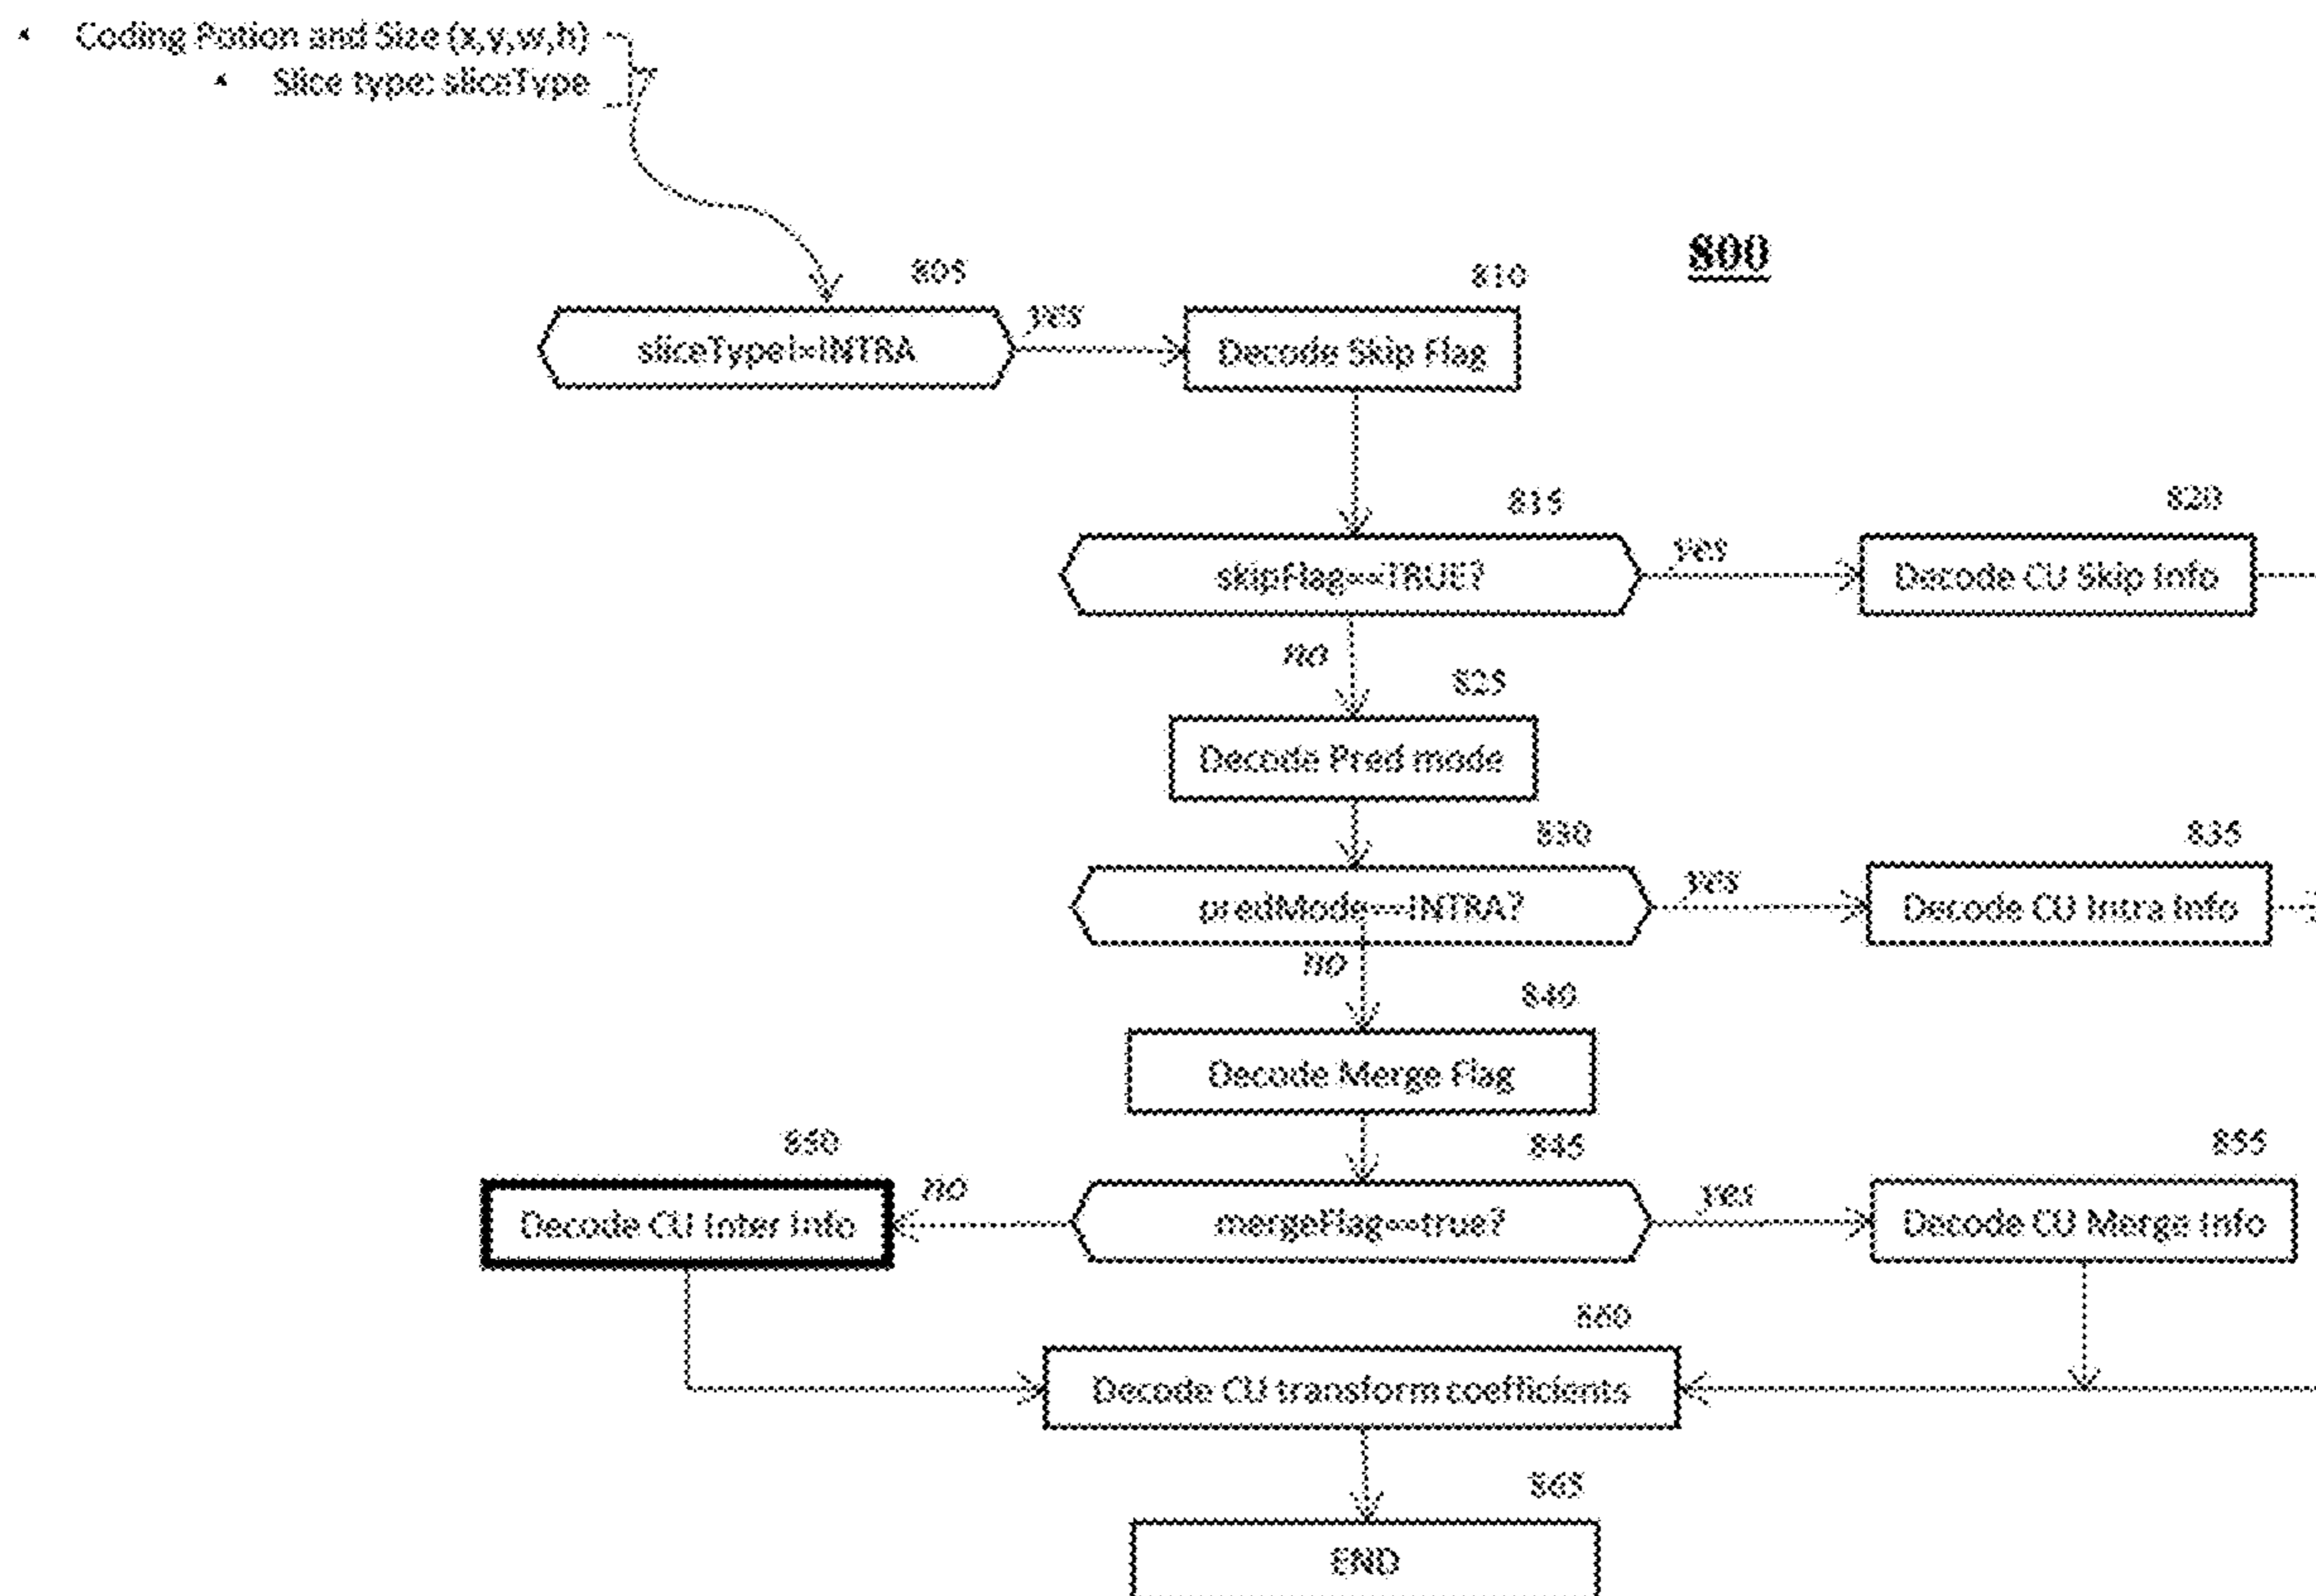 Coding Potion and Size (x,y,w,h)
Slice type: sliceType
800
805
sliceType!=INTRA
yes
810
Decode Skip Flag
815
skipFlag==TRUE?
yes
820
Decode CU Skip Info
no
825
Decode Pred mode
830
predMode==INTRA?
yes
835
Decode CU Intra Info
no
840
Decode Merge Flag
845
mergeFlag==true?
no
850
Decode CU Inter Info
yes
855
Decode CU Merge Info
860
Decode CU transform coefficients
865
END